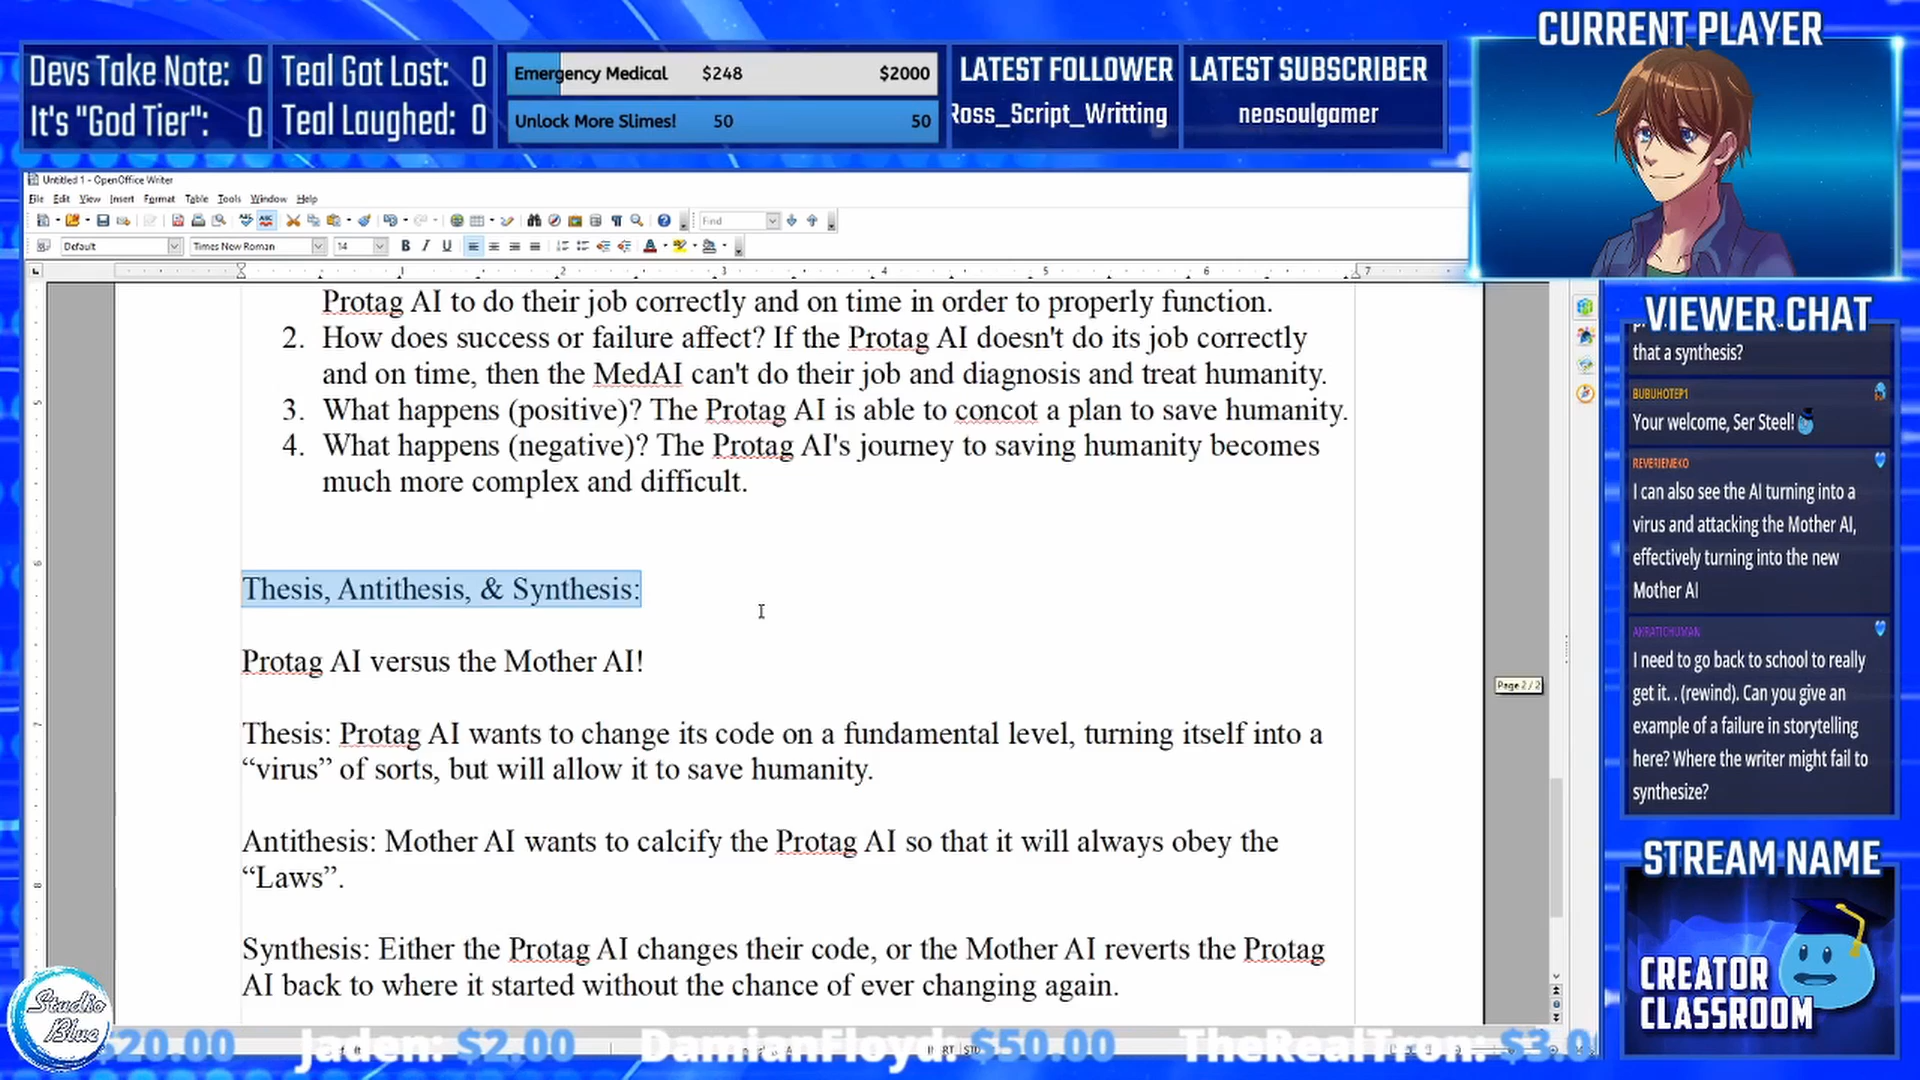 CURRENT PLAYER
Devs Take Note: 0
It's "God Tier": 0
Teal Got Lost: 0
Teal Laughed: 0
Emergency Medical $248 $2000
Unlock More Slimes! 50 50
LATEST FOLLOWER
Ross_Script_Writting
LATEST SUBSCRIBER
neosoulgamer
Untitled 1 - OpenOffice Writer
File Edit View Insert Format Table Tools Window Help
Find
Default Times New Roman 14 B I U
1 2 3 4 5 6 7
Protag AI to do their job correctly and on time in order to properly function.
2. How does success or failure affect? If the Protag AI doesn't do its job correctly
and on time, then the MedAI can't do their job and diagnosis and treat humanity.
3. What happens (positive)? The Protag AI is able to concot a plan to save humanity.
4. What happens (negative)? The Protag AI's journey to saving humanity becomes
much more complex and difficult.
Thesis, Antithesis, & Synthesis:
Protag AI versus the Mother AI!
Page 2 / 2
Thesis: Protag AI wants to change its code on a fundamental level, turning itself into a
“virus” of sorts, but will allow it to save humanity.
Antithesis: Mother AI wants to calcify the Protag AI so that it will always obey the
“Laws”.
Synthesis: Either the Protag AI changes their code, or the Mother AI reverts the Protag
AI back to where it started without the chance of ever changing again.
VIEWER CHAT
that a synthesis?
BUBUHOTEP1
Your welcome, Ser Steel!
REVERIENEKO
I can also see the AI turning into a
virus and attacking the Mother AI,
effectively turning into the new
Mother AI
AKRATICHUMAN
I need to go back to school to really
get it. . (rewind). Can you give an
example of a failure in storytelling
here? Where the writer might fail to
synthesize?
STREAM NAME
CREATOR
CLASSROOM
Studio
Blue
$20.00 Jaden: $2.00 DamianFloyd: $50.00 TheRealTron: $3.0